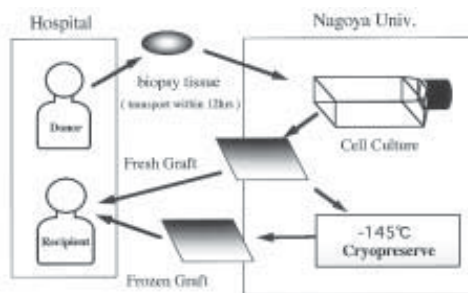 Hospital
Nagoya Univ.
biopsy tissue
( transport within 12hrs )
Donor
Cell Culture
Fresh Graft
Recipient
-145℃
Cryopreserve
Frozen Graft